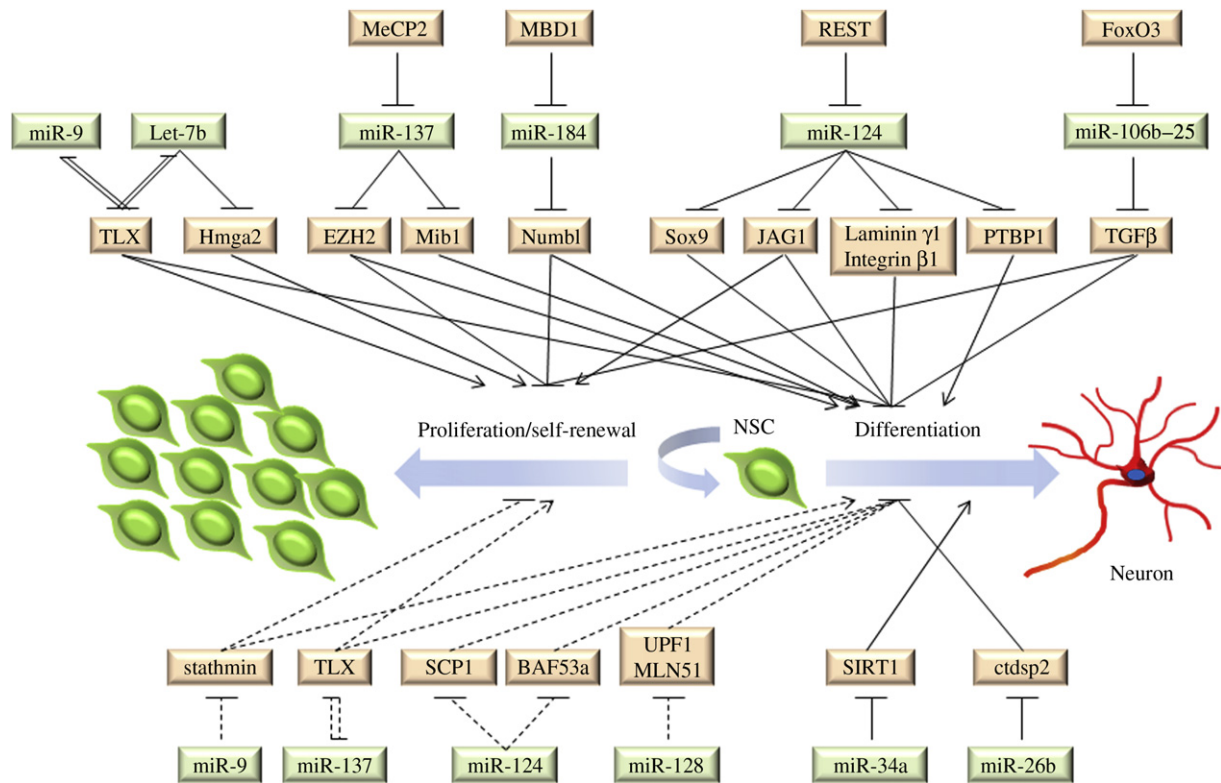 MeCP2
MBD1
REST
FoxO3
miR-9
Let-7b
miR-137
miR-184
miR-124
miR-106b–25
TLX
Hmga2
EZH2
Mib1
Numbl
Sox9
JAG1
Laminin γ1
Integrin β1
PTBP1
TGFβ
Proliferation/self-renewal
NSC
Differentiation
Neuron
stathmin
TLX
SCP1
BAF53a
UPF1
MLN51
SIRT1
ctdsp2
miR-9
miR-137
miR-124
miR-128
miR-34a
miR-26b